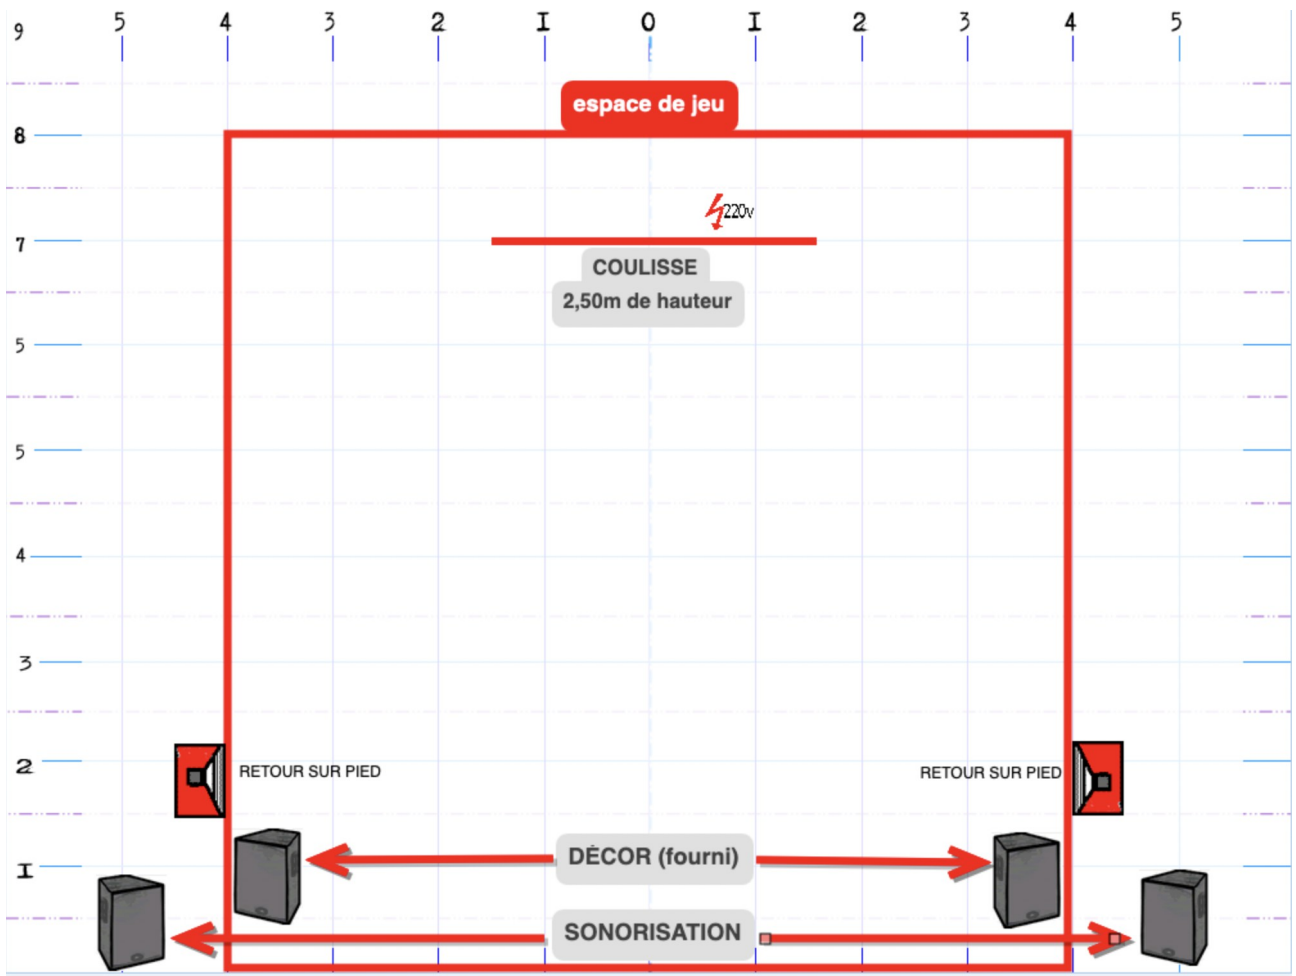 9 5 4 3 2 I 0 I 2 3 4 5
espace de jeu
8
220v
7
COULISSE
2,50m de hauteur
5
5
4
3
2 RETOUR SUR PIED RETOUR SUR PIED
DÉCOR (fourni)
I
SONORISATION